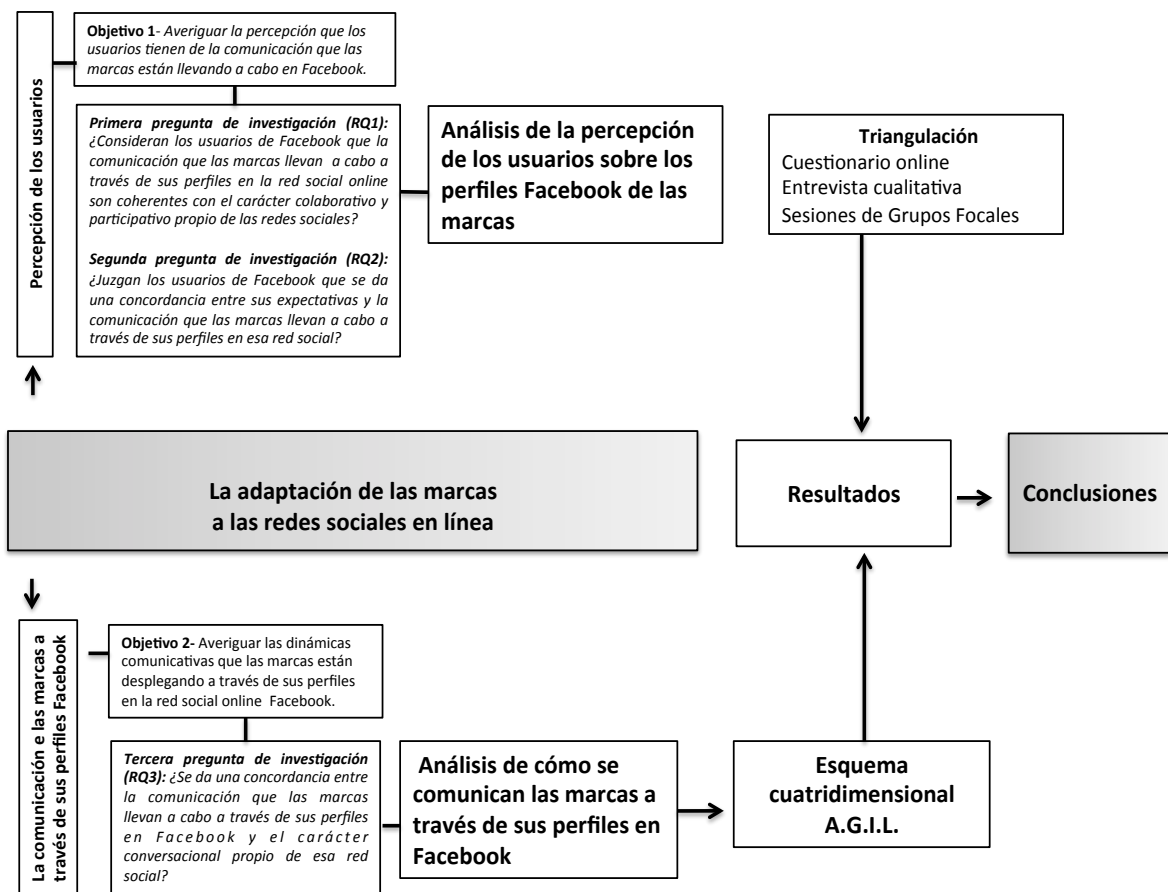 Percepción de los usuarios
Objetivo 1- Averiguar la percepción que los
usuarios tienen de la comunicación que las
marcas están llevando a cabo en Facebook.
Primera pregunta de investigación (RQ1):
¿Consideran los usuarios de Facebook que la
comunicación que las marcas llevan a cabo a
través de sus perfiles en la red social online
son coherentes con el carácter colaborativo y
participativo propio de las redes sociales?
Segunda pregunta de investigación (RQ2):
¿Juzgan los usuarios de Facebook que se da
una concordancia entre sus expectativas y la
comunicación que las marcas llevan a cabo a
través de sus perfiles en esa red social?
Análisis de la percepción
de los usuarios sobre los
perfiles Facebook de las
marcas
Triangulación
Cuestionario online
Entrevista cualitativa
Sesiones de Grupos Focales
La adaptación de las marcas
a las redes sociales en línea
Resultados
Conclusiones
La comunicación e las marcas a
través de sus perfiles Facebook
Objetivo 2- Averiguar las dinámicas
comunicativas que las marcas están
desplegando a través de sus perfiles
en la red social online Facebook.
Tercera pregunta de investigación
(RQ3): ¿Se da una concordancia entre
la comunicación que las marcas
llevan a cabo a través de sus perfiles
en Facebook y el carácter
conversacional propio de esa red
social?
Análisis de cómo se
comunican las marcas a
través de sus perfiles en
Facebook
Esquema
cuatridimensional
A.G.I.L.